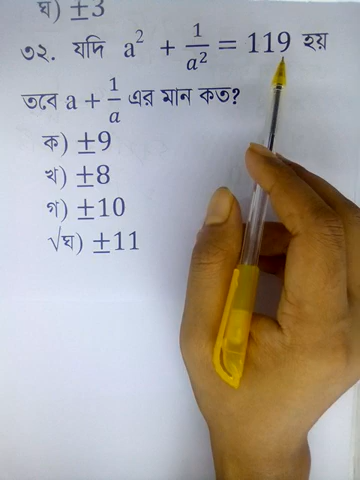 ঘ) ±3
৩২. যদি a² + 1/a² = 119 হয়
তবে a + 1/a এর মান কত?
ক) ±9
খ) ±8
গ) ±10
√ঘ) ±11